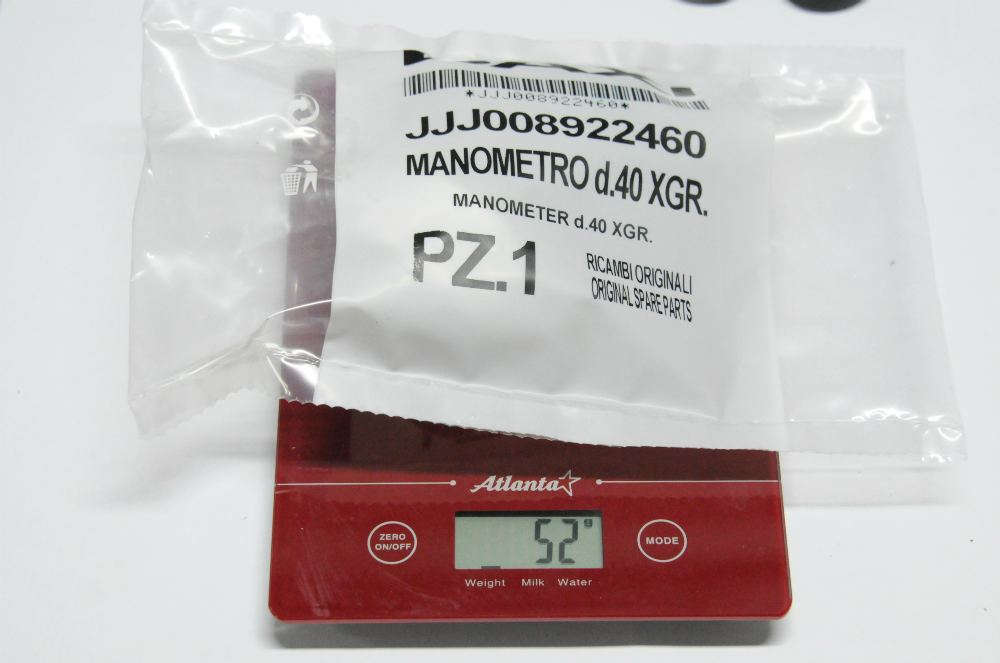 *JJJ008922460*
JJJ008922460
MANOMETRO d.40 XGR.
MANOMETER d.40 XGR.
PZ.1
RICAMBI ORIGINALI
ORIGINAL SPARE PARTS
Atlanta
ZERO
ON/OFF
52g
MODE
Weight Milk Water